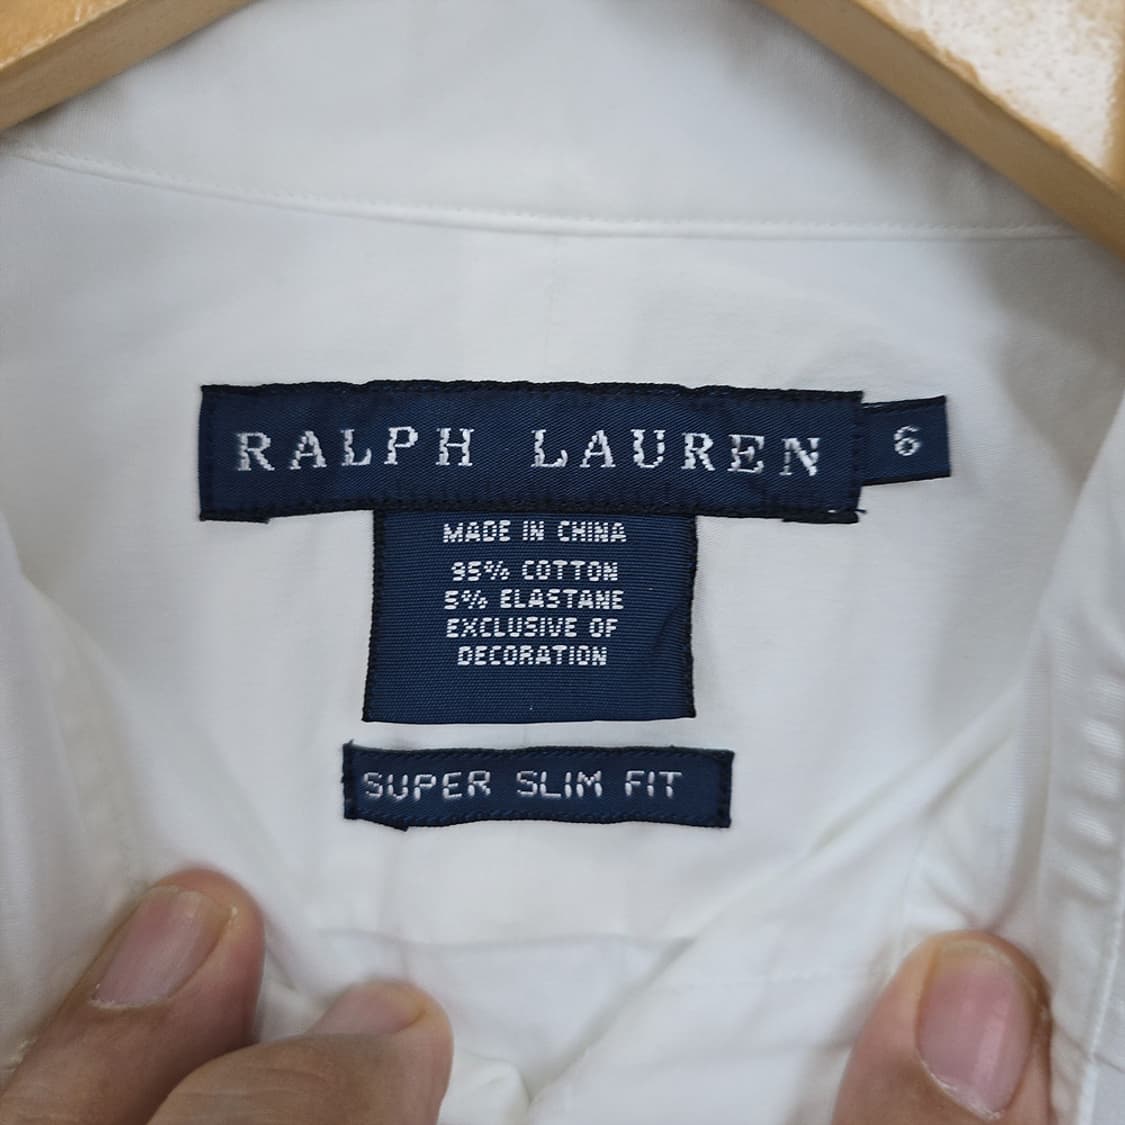 RALPH LAUREN 6
MADE IN CHINA
95% COTTON
5% ELASTANE
EXCLUSIVE OF
DECORATION
SUPER SLIM FIT